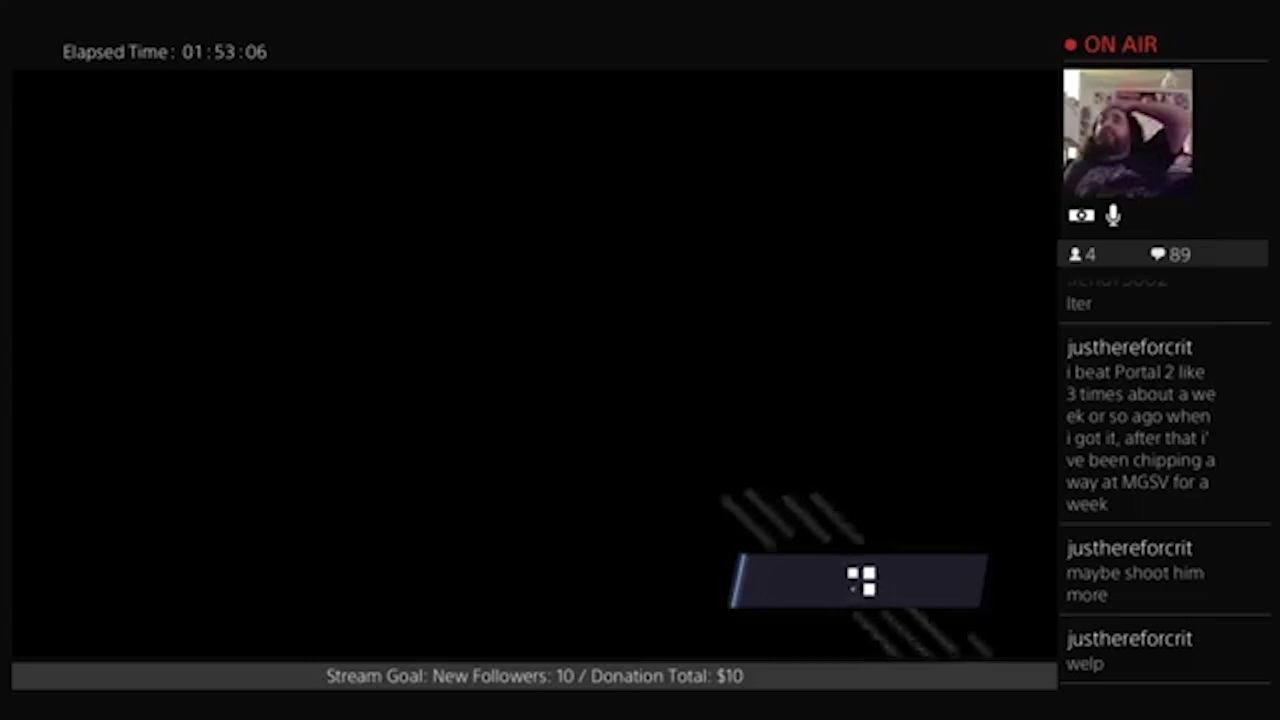 Elapsed Time: 01:53:06
ON AIR
4 89
lter
justhereforcrit
i beat Portal 2 like
3 times about a we
ek or so ago when
i got it, after that i'
ve been chipping a
way at MGSV for a
week
justhereforcrit
maybe shoot him
more
justhereforcrit
welp
Stream Goal: New Followers: 10 / Donation Total: $10